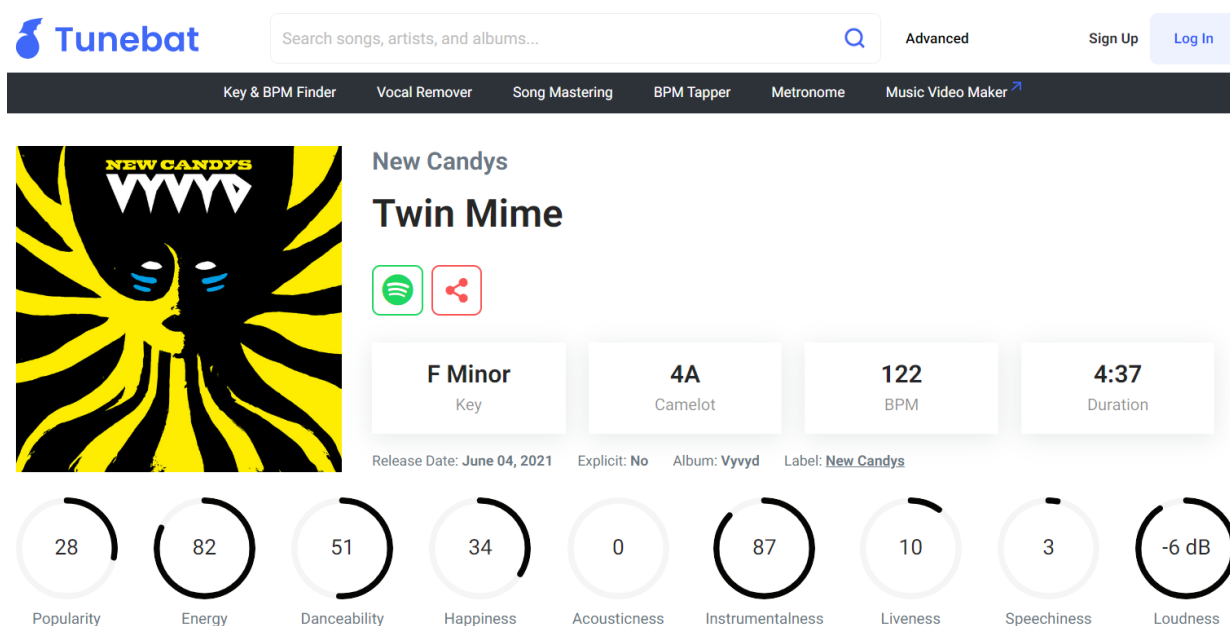 Tunebat
Search songs, artists, and albums...
Advanced
Sign Up
Log In
Key & BPM Finder
Vocal Remover
Song Mastering
BPM Tapper
Metronome
Music Video Maker
NEW CANDYS
VYVYD
New Candys
Twin Mime
F Minor
Key
4A
Camelot
122
BPM
4:37
Duration
Release Date: June 04, 2021 Explicit: No Album: Vyvyd Label: New Candys
28
Popularity
82
Energy
51
Danceability
34
Happiness
0
Acousticness
87
Instrumentalness
10
Liveness
3
Speechiness
-6 dB
Loudness